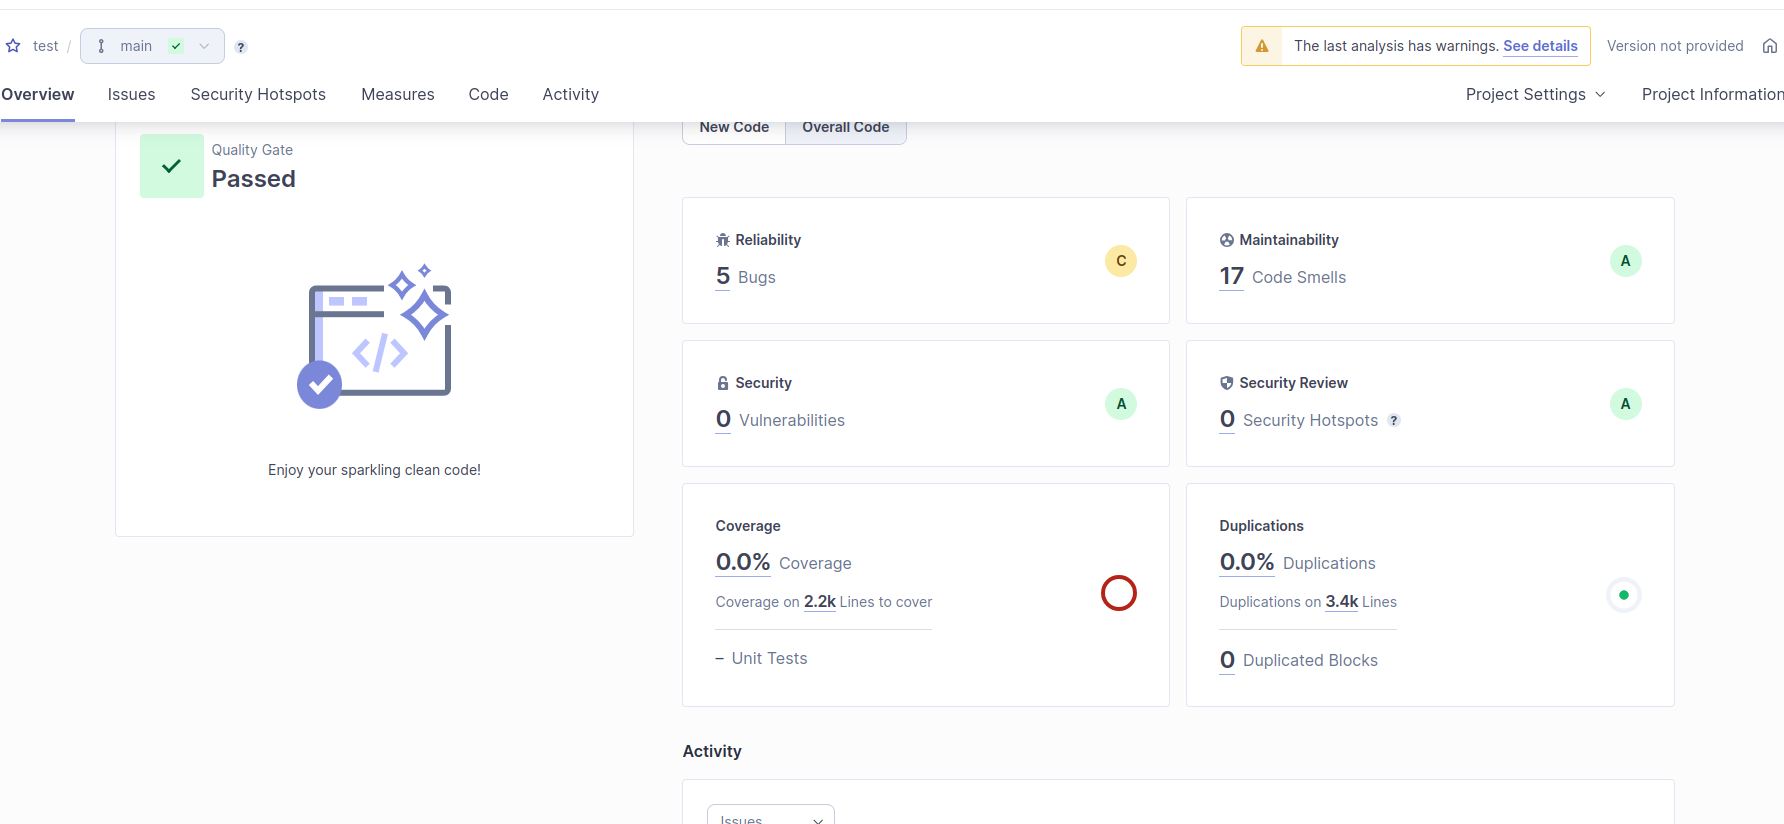 test / main ?
The last analysis has warnings. See details
Version not provided
Overview Issues Security Hotspots Measures Code Activity
Project Settings Project Information
Quality Gate
Passed
</>
Enjoy your sparkling clean code!
New Code Overall Code
Reliability
5 Bugs
C
Maintainability
17 Code Smells
A
Security
0 Vulnerabilities
A
Security Review
0 Security Hotspots ?
A
Coverage
0.0% Coverage
Coverage on 2.2k Lines to cover
– Unit Tests
Duplications
0.0% Duplications
Duplications on 3.4k Lines
0 Duplicated Blocks
Activity
Issues